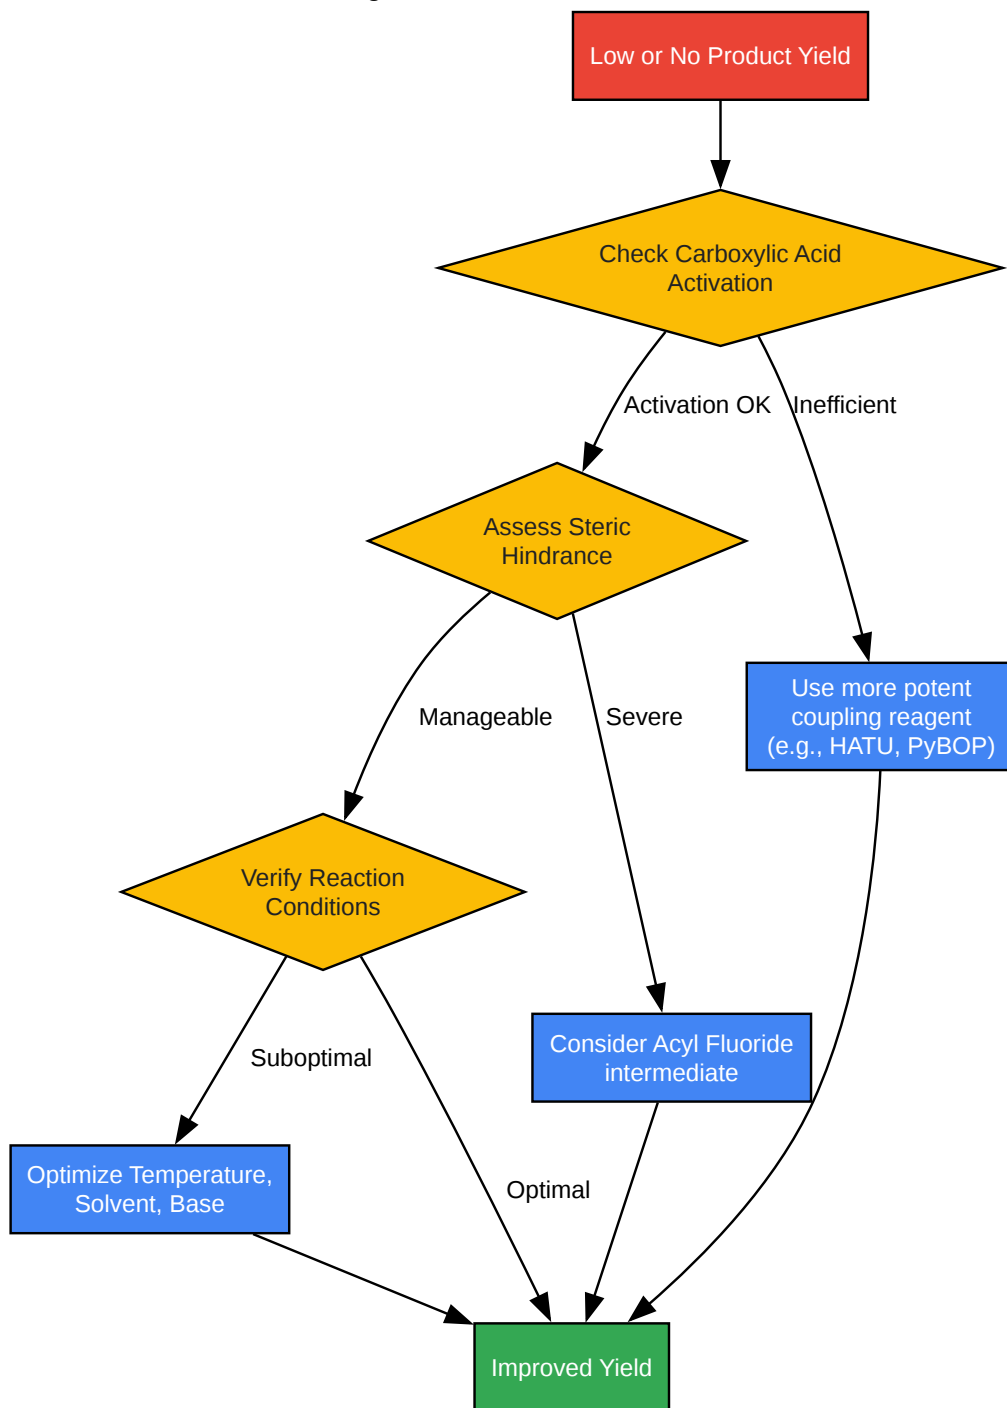 Low or No Product Yield
Check Carboxylic Acid
Activation
Activation OK
Inefficient
Assess Steric
Hindrance
Use more potent
coupling reagent
(e.g., HATU, PyBOP)
Manageable
Severe
Verify Reaction
Conditions
Consider Acyl Fluoride
intermediate
Suboptimal
Optimize Temperature,
Solvent, Base
Optimal
Improved Yield